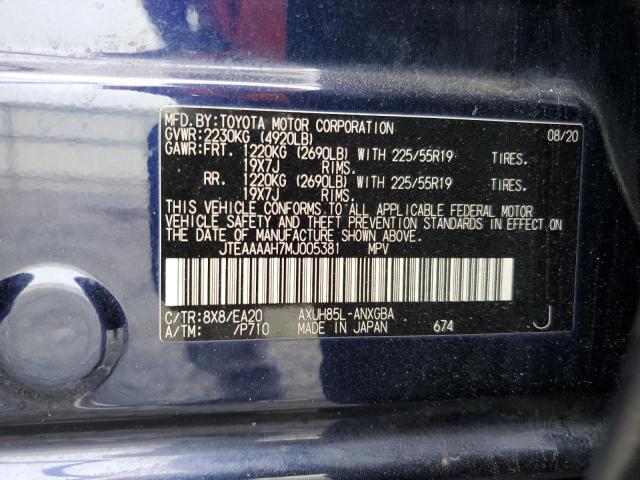 MFD.BY:TOYOTA MOTOR CORPORATION 08/20
GVWR:2230KG (4920LB)
GAWR:FRT. 1220KG (2690LB) WITH 225/55R19 TIRES.
19X7J RIMS.
RR. 1220KG (2690LB) WITH 225/55R19 TIRES.
19X7J RIMS.
THIS VEHICLE CONFORMS TO ALL APPLICABLE FEDERAL MOTOR
VEHICLE SAFETY AND THEFT PREVENTION STANDARDS IN EFFECT ON
THE DATE OF MANUFACTURE SHOWN ABOVE.
JTEAAAAH7MJ005381 MPV
C/TR:8X8/EA20 AXUH85L-ANXGBA
A/TM: /P710 MADE IN JAPAN 674 J